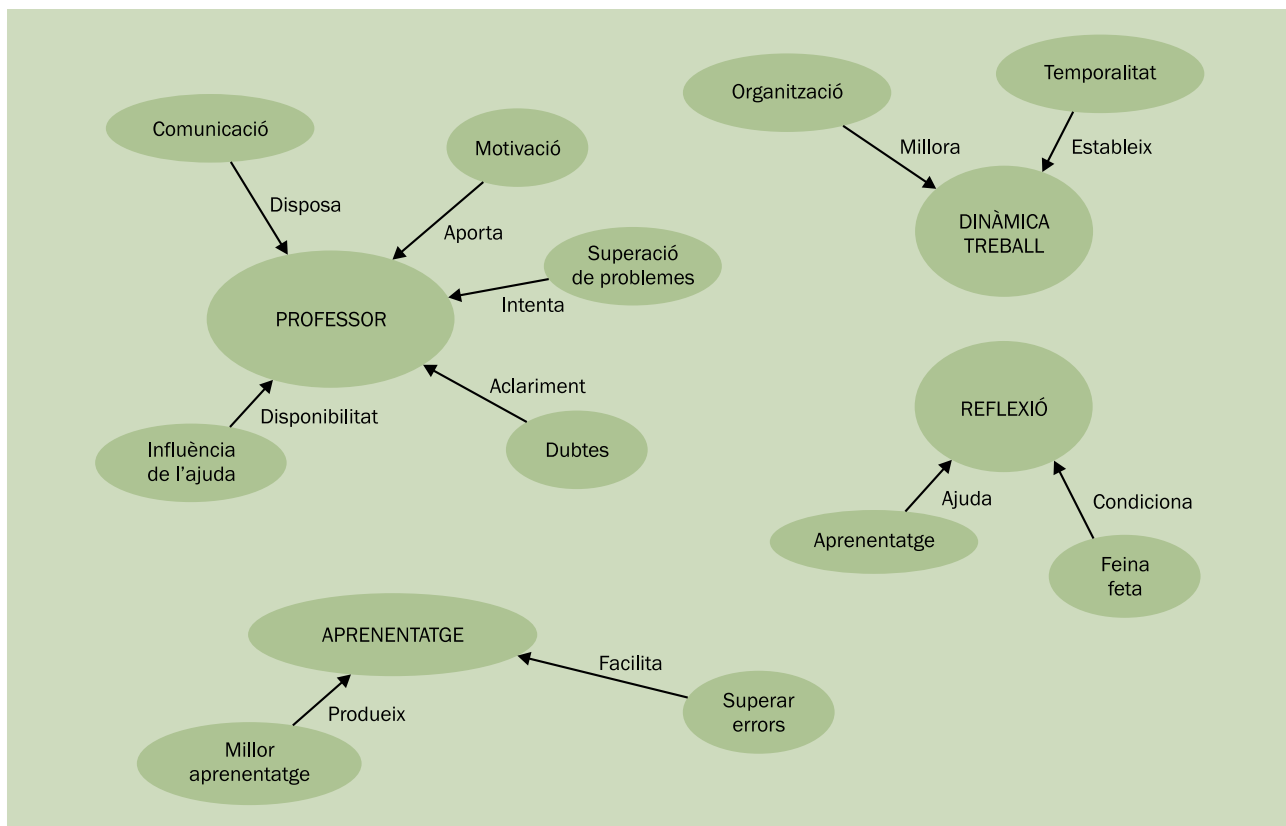 Comunicació
Disposa
Motivació
Aporta
Superació
de problemes
Intenta
PROFESSOR
Aclariment
Dubtes
Disponibilitat
Influència
de l'ajuda
Organització
Millora
Temporalitat
Estableix
DINÀMICA
TREBALL
REFLEXIÓ
Ajuda
Aprenentatge
Condiciona
Feina
feta
APRENENTATGE
Produeix
Millor
aprenentatge
Facilita
Superar
errors